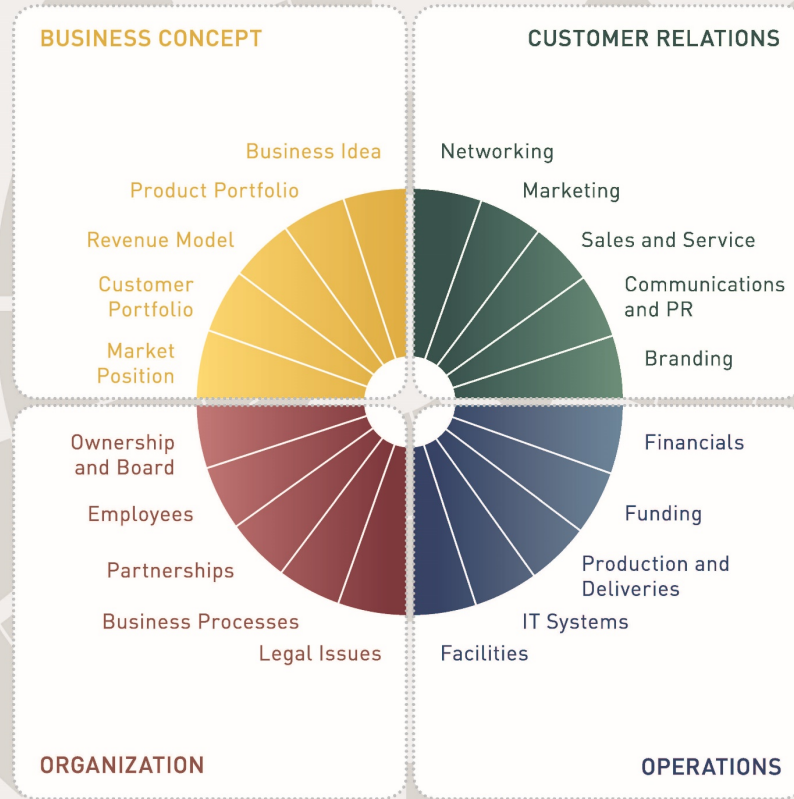 BUSINESS CONCEPT
Business Idea
Product Portfolio
Revenue Model
Customer
Portfolio
Market
Position
CUSTOMER RELATIONS
Networking
Marketing
Sales and Service
Communications
and PR
Branding
Ownership
and Board
Employees
Partnerships
Business Processes
Legal Issues
ORGANIZATION
Financials
Funding
Production and
Deliveries
IT Systems
Facilities
OPERATIONS